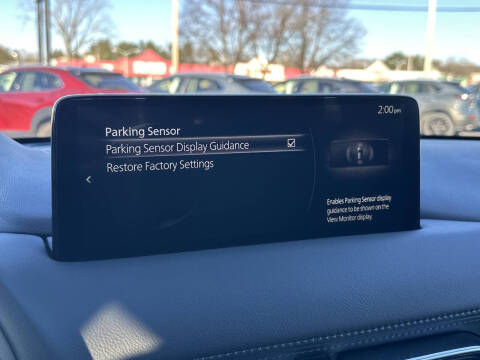 2:00 pm
Parking Sensor
Parking Sensor Display Guidance
Restore Factory Settings
Enables Parking Sensor display
guidance to be shown on the
View Monitor display.